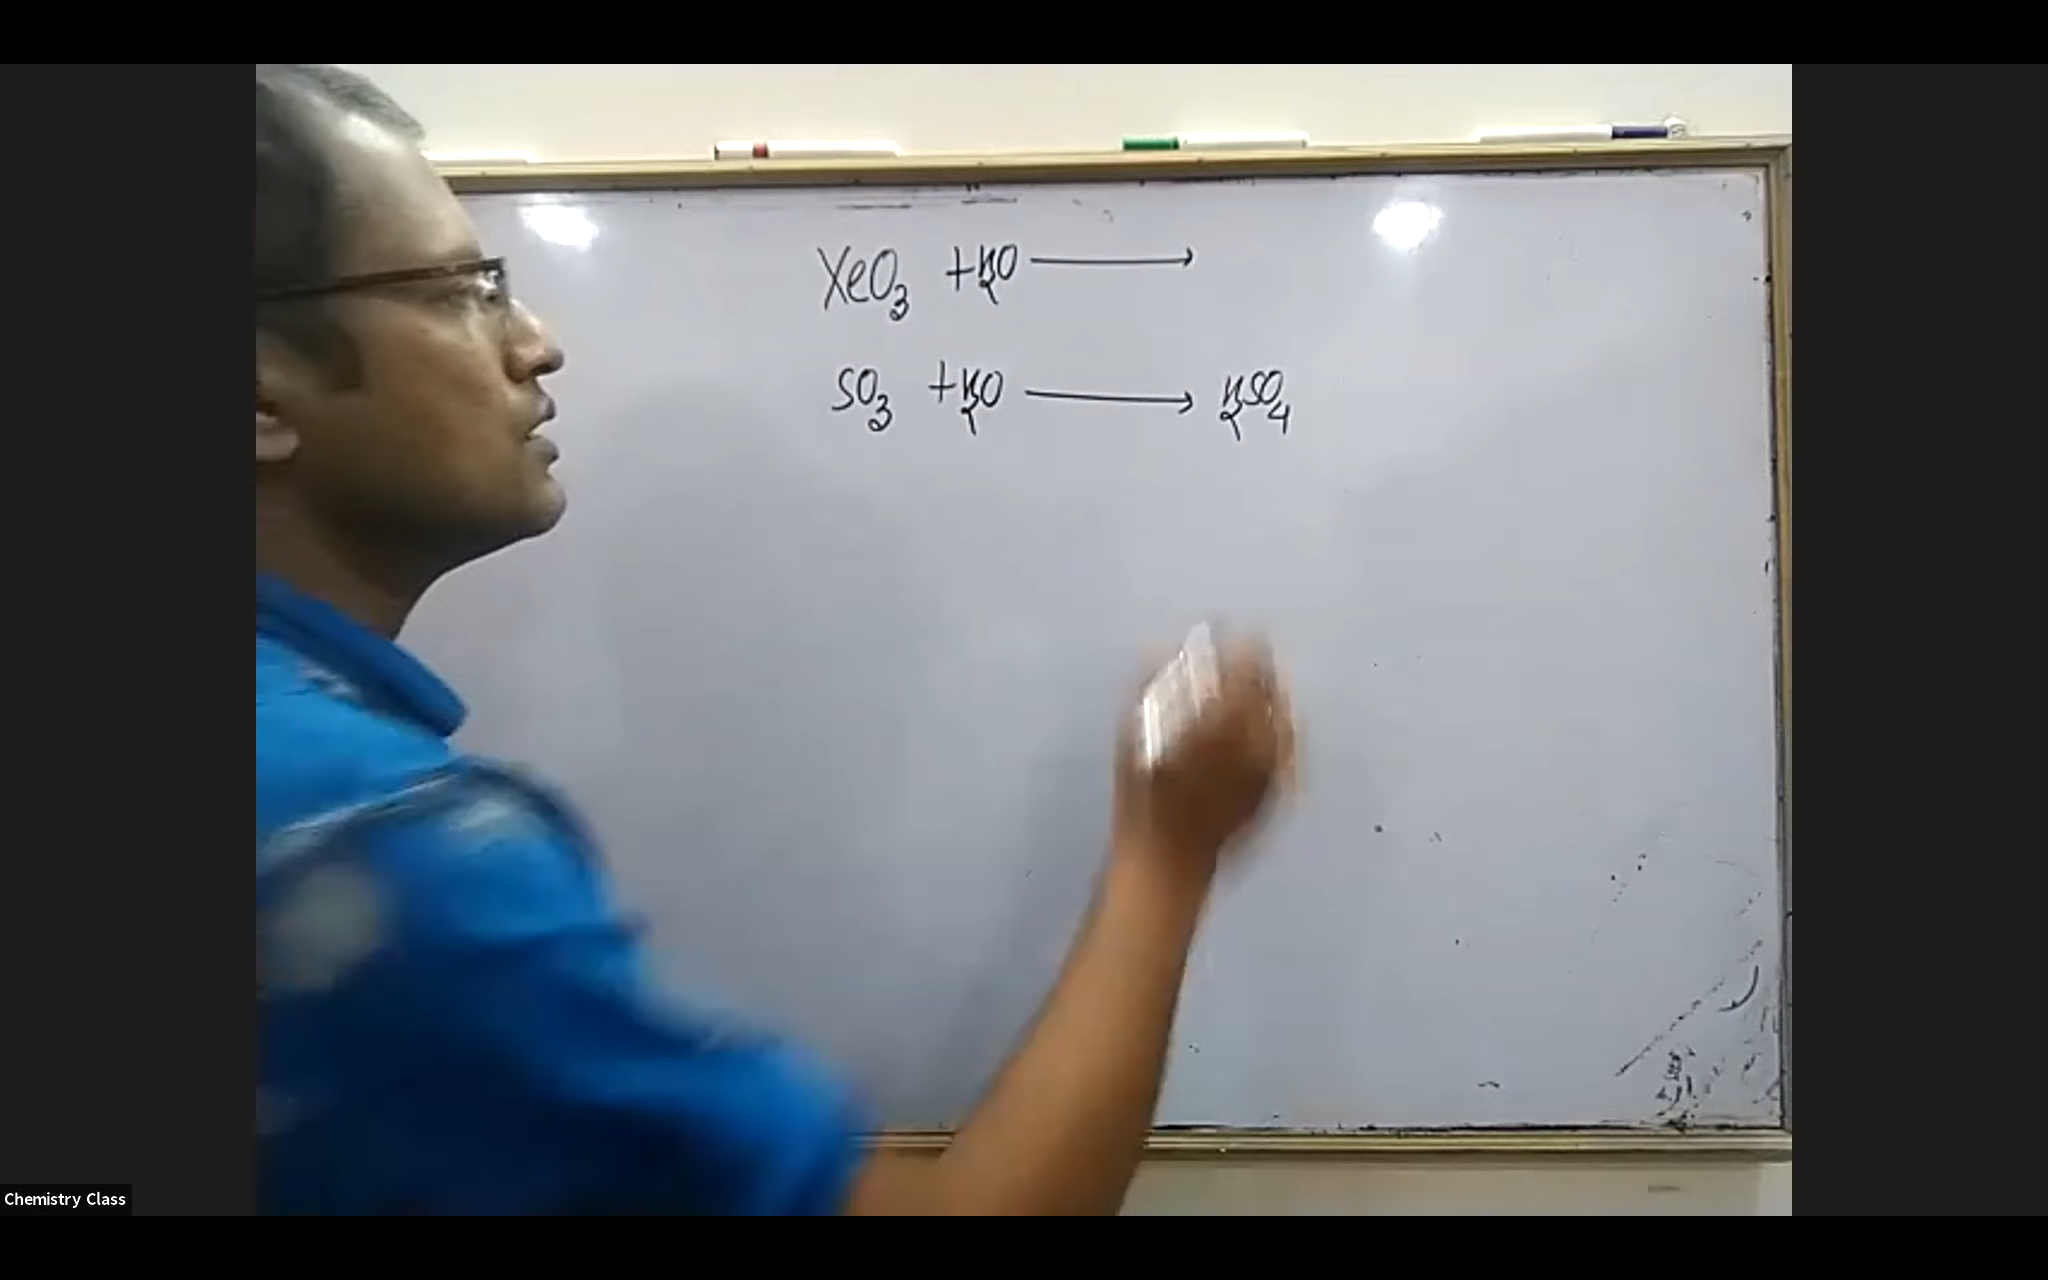 XeO₃ + H₂O ⟶
SO₃ + H₂O ⟶ H₂SO₄
Chemistry Class